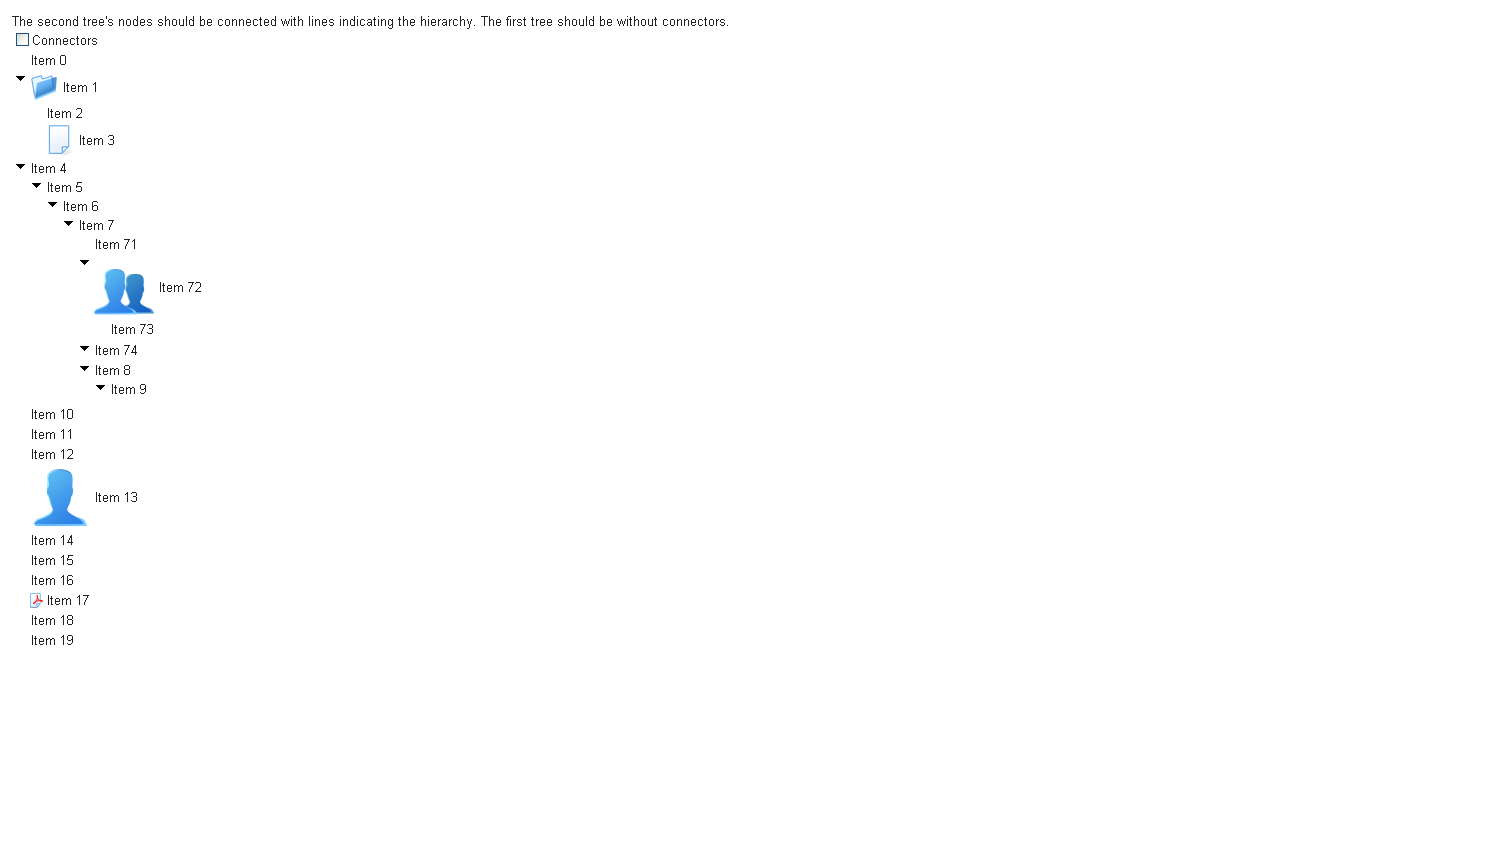 The second tree's nodes should be connected with lines indicating the hierarchy. The first tree should be without connectors.
Connectors
Item 0
Item 1
Item 2
Item 3
Item 4
Item 5
Item 6
Item 7
Item 71
Item 72
Item 73
Item 74
Item 8
Item 9
Item 10
Item 11
Item 12
Item 13
Item 14
Item 15
Item 16
Item 17
Item 18
Item 19